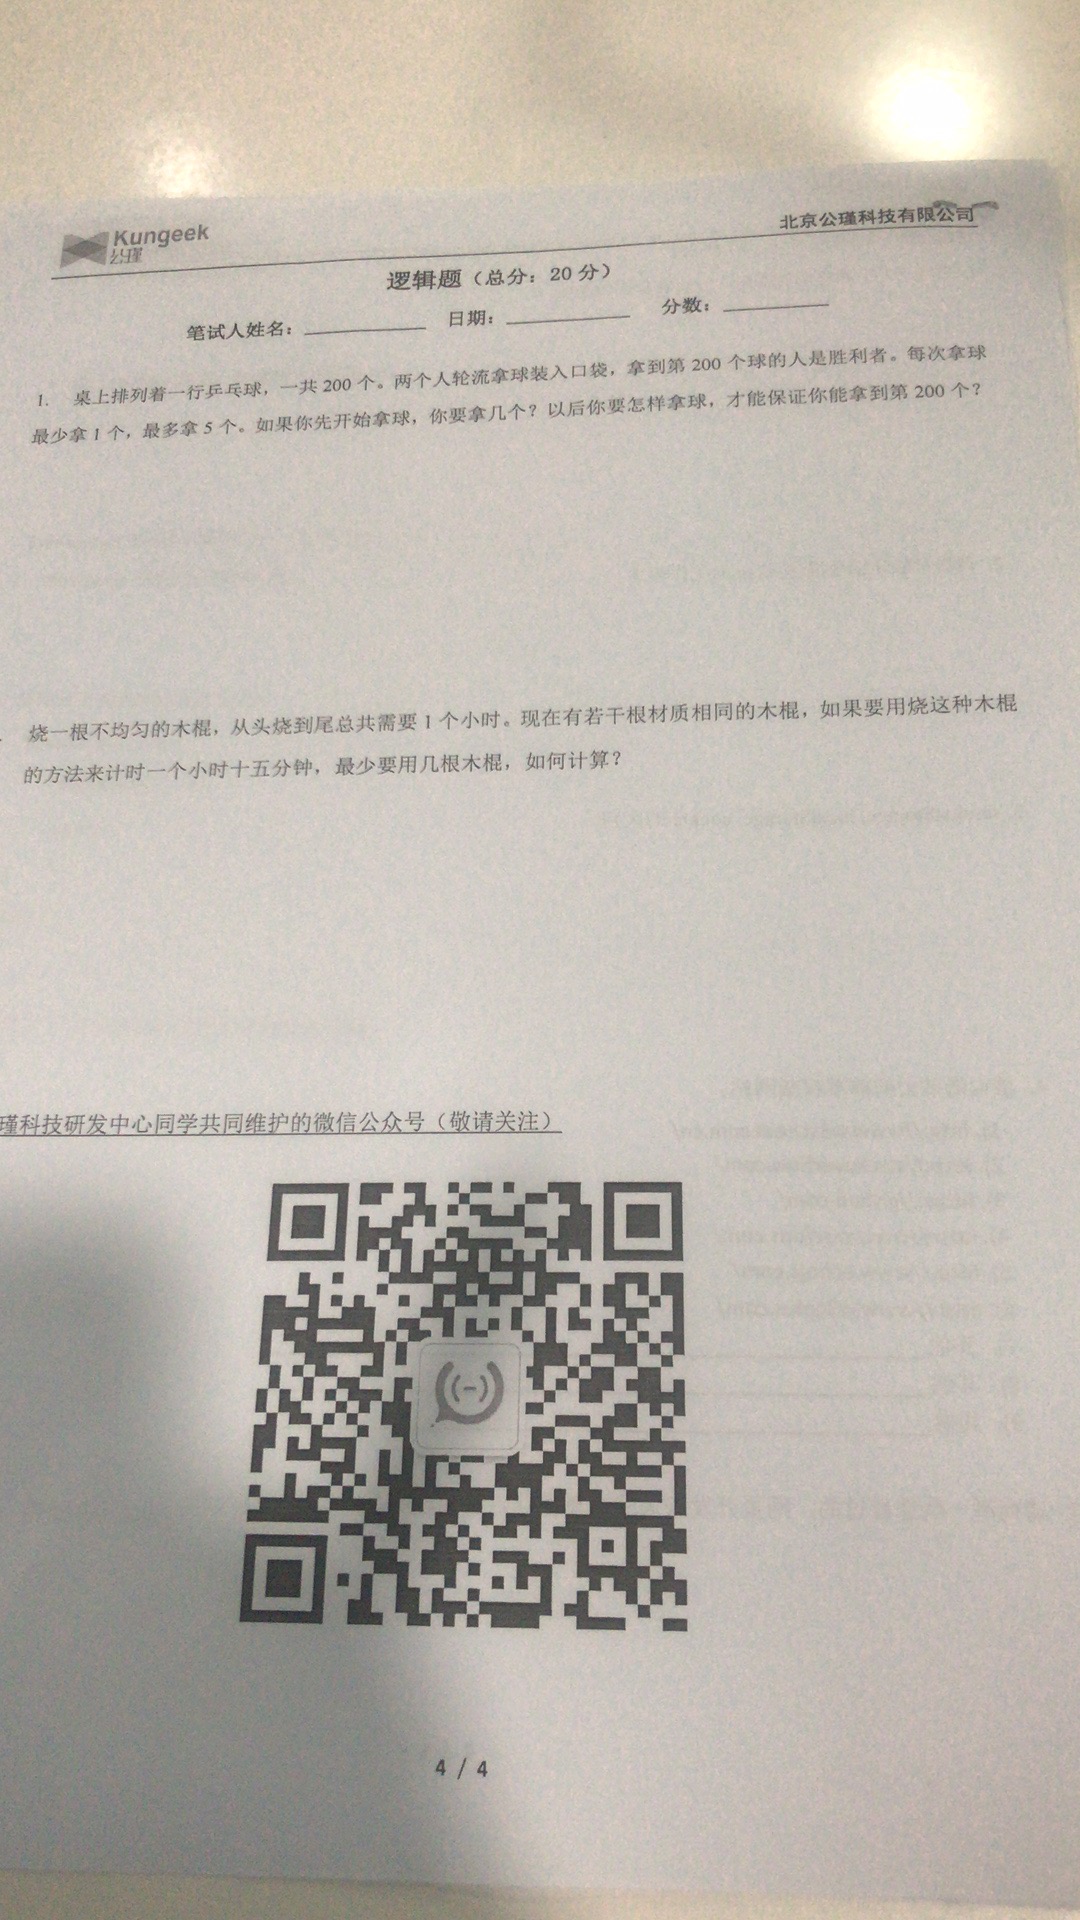 Kungeek
公瑾
北京公瑾科技有限公司
逻辑题（总分：20 分）
笔试人姓名：____________ 日期：____________ 分数：____________
1. 桌上排列着一行乒乓球，一共 200 个。两个人轮流拿球装入口袋，拿到第 200 个球的人是胜利者。每次拿球
最少拿 1 个，最多拿 5 个。如果你先开始拿球，你要拿几个？以后你要怎样拿球，才能保证你能拿到第 200 个？
烧一根不均匀的木棍，从头烧到尾总共需要 1 个小时。现在有若干根材质相同的木棍，如果要用烧这种木棍
的方法来计时一个小时十五分钟，最少要用几根木棍，如何计算？
瑾科技研发中心同学共同维护的微信公众号（敬请关注）
4 / 4